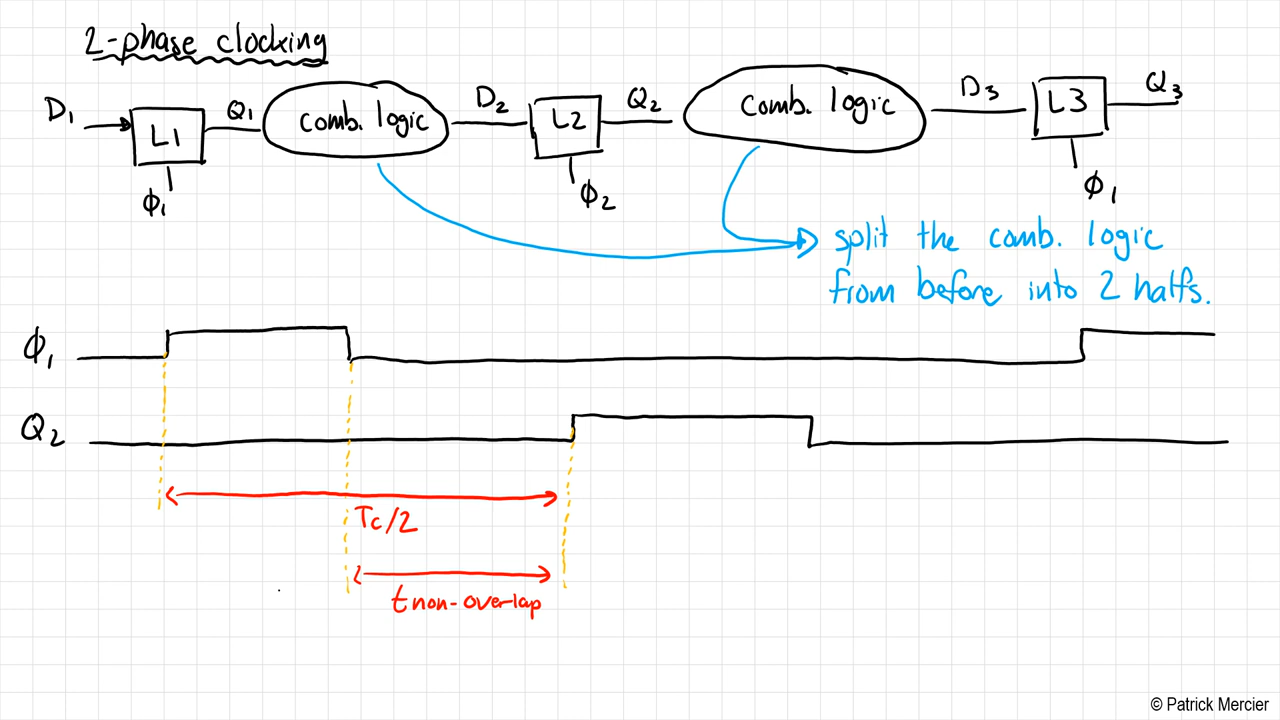 2-phase clocking
D₁ L1 Q₁ comb. logic D₂ L2 Q₂ comb. logic D₃ L3 Q₃
ϕ₁ ϕ₂ ϕ₁
split the comb. logic
from before into 2 halfs.
ϕ₁
Q₂
Tc/2
tnon-overlap
© Patrick Mercier